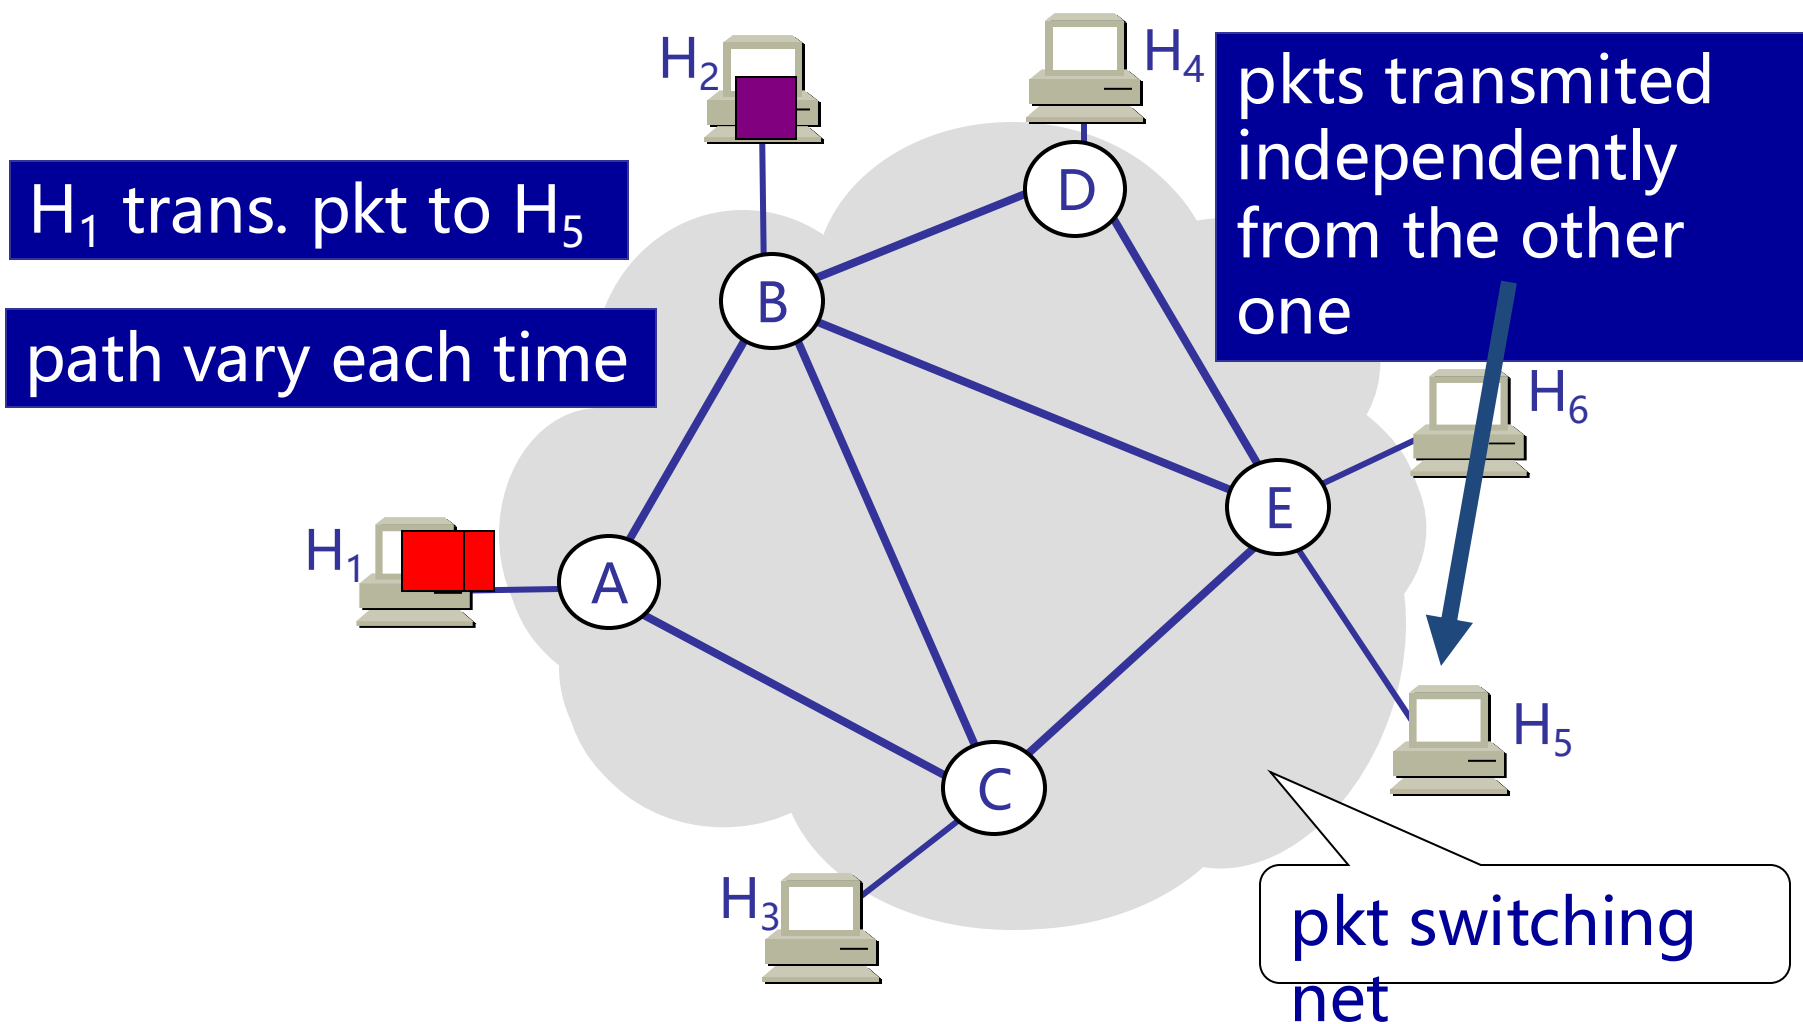 H₂
H₄
pkts transmited
independently
from the other
one
H₁ trans. pkt to H₅
path vary each time
D
B
H₆
E
H₁
A
H₅
C
H₃
pkt switching
net